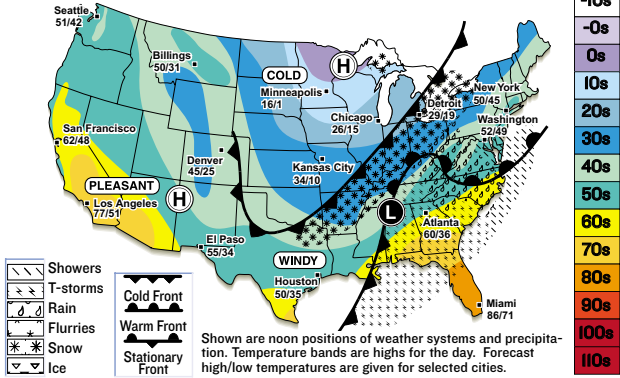 Seattle
51/42
Billings
50/31
COLD
H
Minneapolis
16/1
New York
50/45
Detroit
29/19
Chicago
26/15
Washington
52/49
San Francisco
62/48
Denver
45/25
Kansas City
34/10
PLEASANT
H
Los Angeles
77/51
L
Atlanta
60/36
El Paso
55/34
WINDY
Houston
50/35
Miami
86/71
Showers
T-storms
Rain
Flurries
Snow
Ice
Cold Front
Warm Front
Stationary
Front
Shown are noon positions of weather systems and precipita-
tion. Temperature bands are highs for the day. Forecast
high/low temperatures are given for selected cities.
-10s
-0s
0s
10s
20s
30s
40s
50s
60s
70s
80s
90s
100s
110s